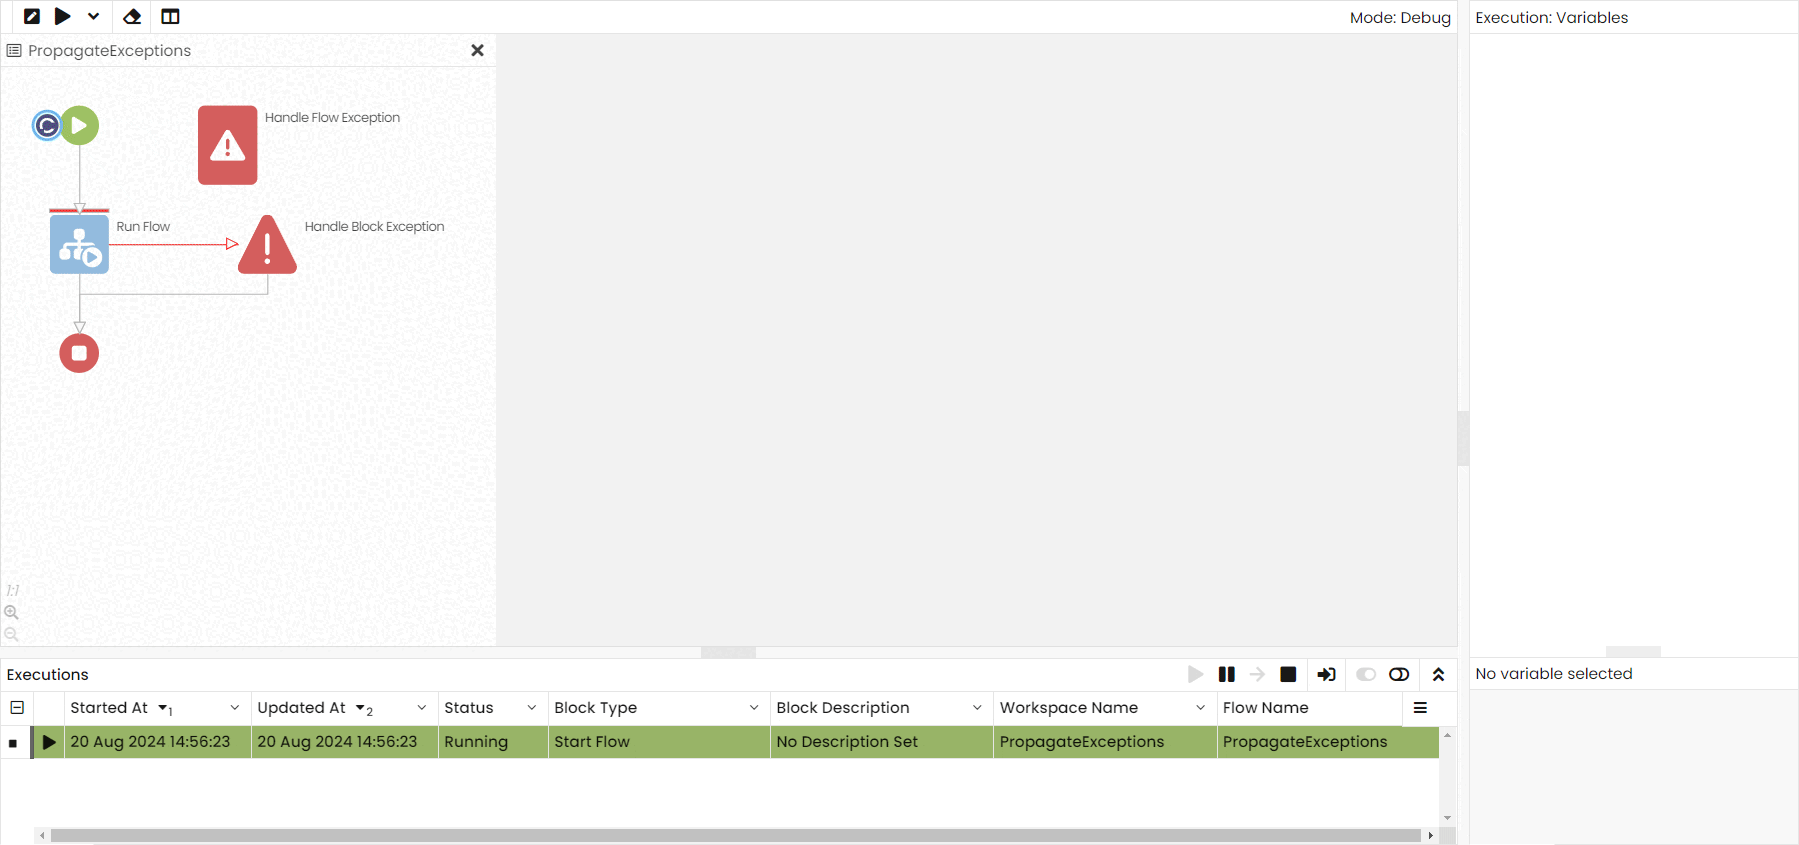 Mode: Debug
Execution: Variables
PropagateExceptions
Handle Flow Exception
Run Flow
Handle Block Exception
1:1
Executions
No variable selected
Started At 1 Updated At 2 Status Block Type Block Description Workspace Name Flow Name
20 Aug 2024 14:56:23 20 Aug 2024 14:56:23 Running Start Flow No Description Set PropagateExceptions PropagateExceptions